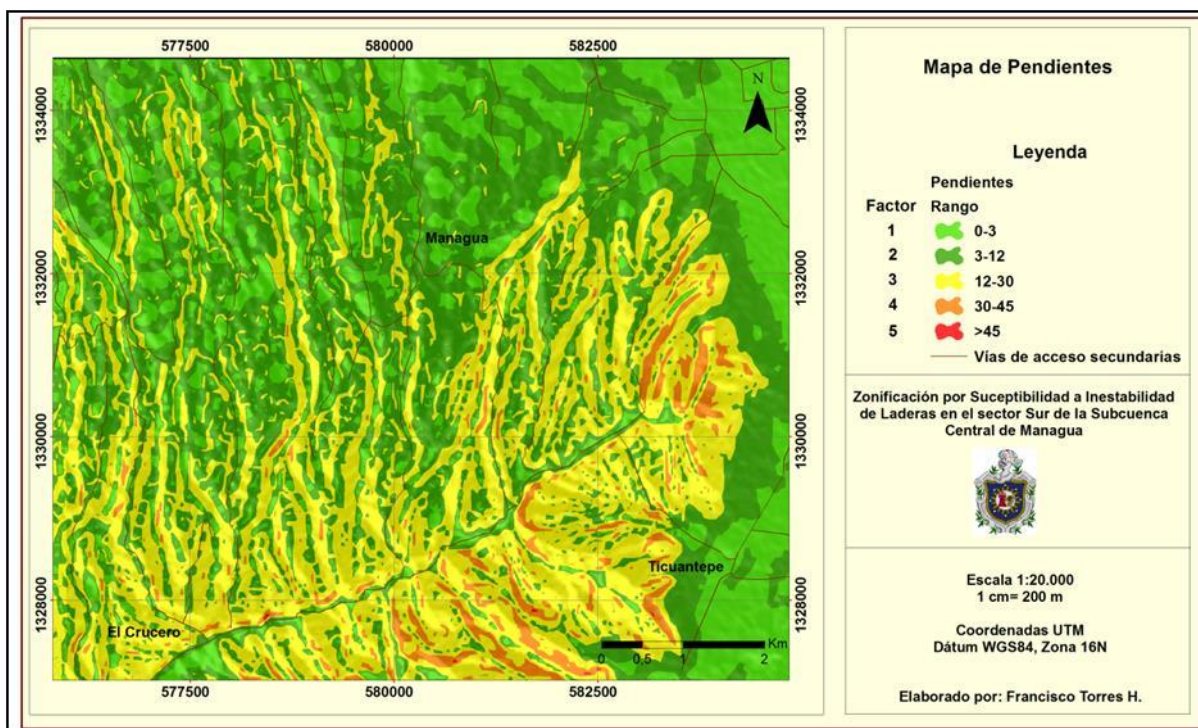 577500
580000
582500
N
1334000
1334000
Managua
1332000
1332000
1330000
1330000
Ticuantepe
1328000
1328000
El Crucero
Km
0 0,5 1 2
577500
580000
582500
Mapa de Pendientes
Leyenda
Pendientes
Factor Rango
1 0-3
2 3-12
3 12-30
4 30-45
5 >45
Vías de acceso secundarias
Zonificación por Suceptibilidad a Inestabilidad
de Laderas en el sector Sur de la Subcuenca
Central de Managua
Escala 1:20.000
1 cm= 200 m
Coordenadas UTM
Dátum WGS84, Zona 16N
Elaborado por: Francisco Torres H.